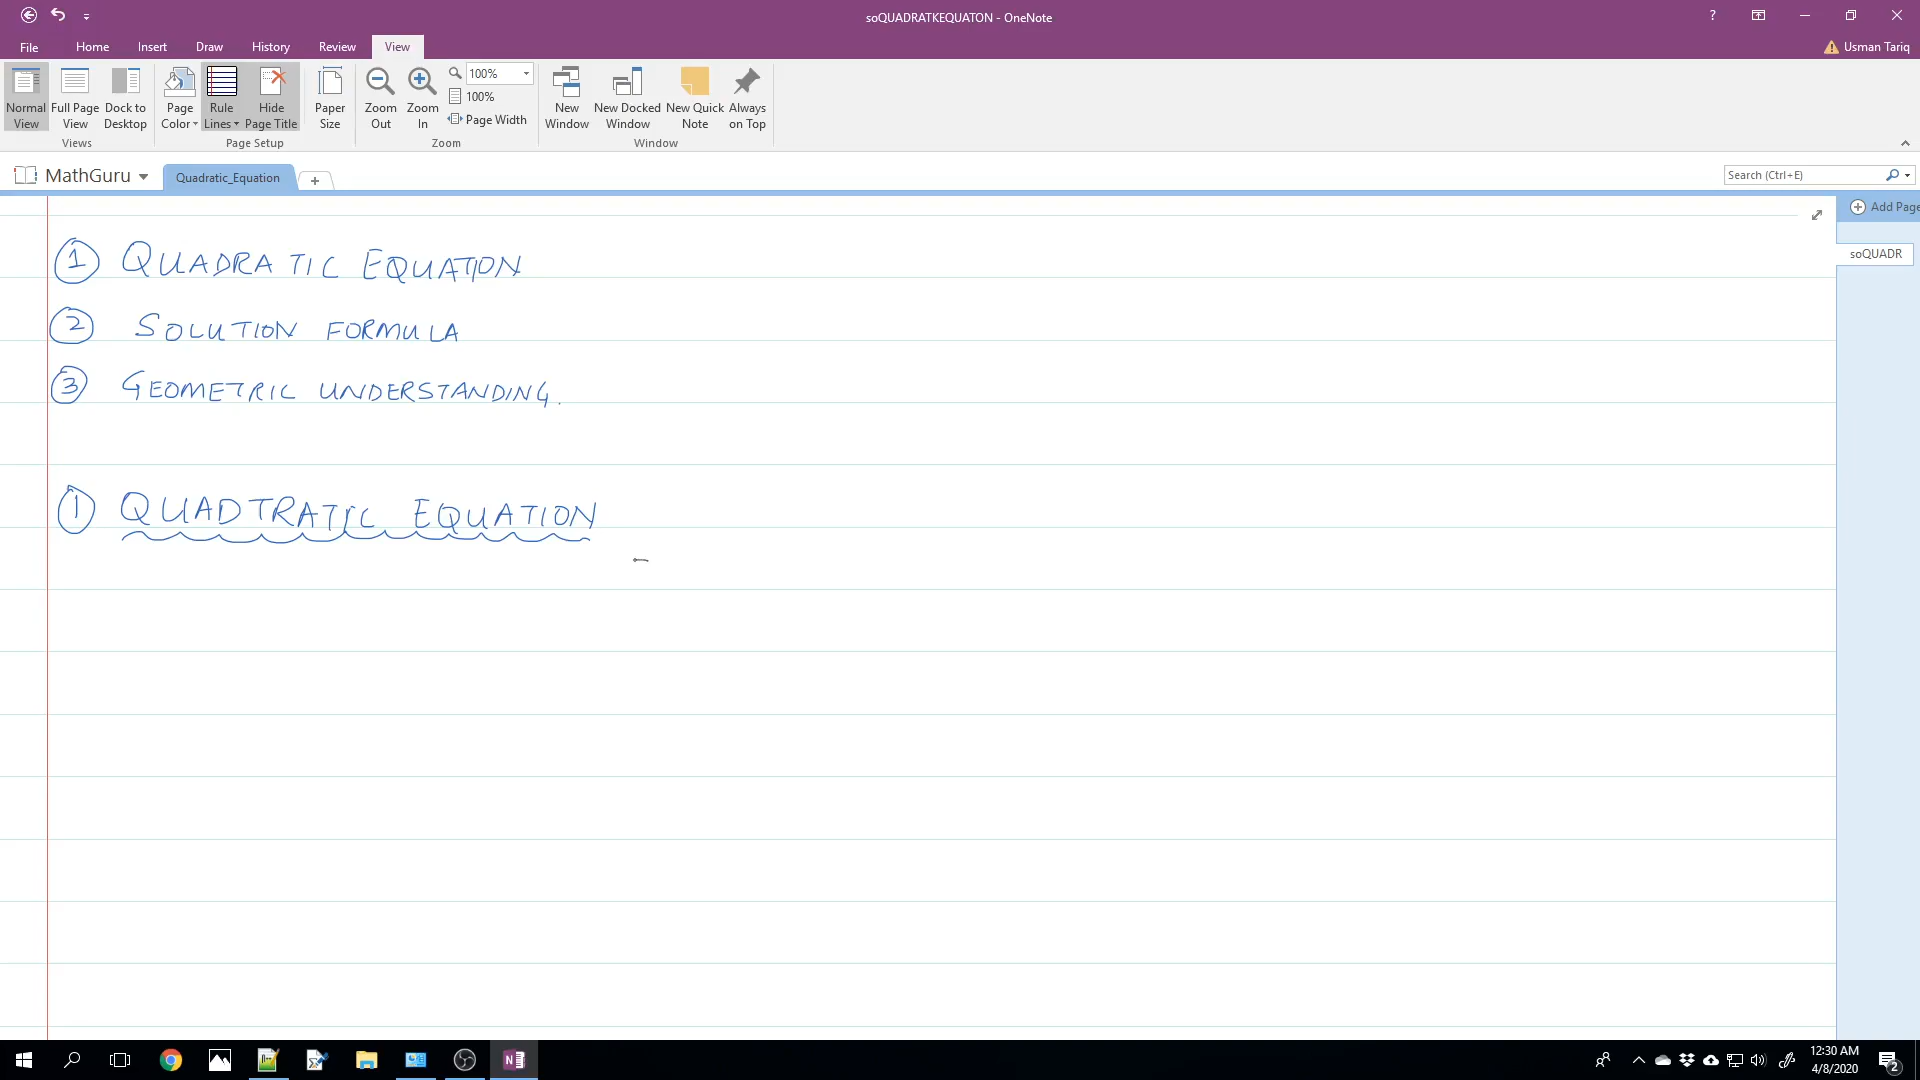 soQUADRATKEQUATON - OneNote
File Home Insert Draw History Review View
Usman Tariq
Normal View
Full Page View
Dock to Desktop
Views
Page Color
Rule Lines
Hide Page Title
Paper Size
Page Setup
Zoom Out
Zoom In
100%
100%
Page Width
Zoom
New Window
New Docked Window
New Quick Note
Always on Top
Window
MathGuru
Quadratic_Equation
Search (Ctrl+E)
Add Page
soQUADR
1 QUADRATIC EQUATION
2 SOLUTION FORMULA
3 GEOMETRIC UNDERSTANDING.
1 QUADTRATIC EQUATION
12:30 AM
4/8/2020
2